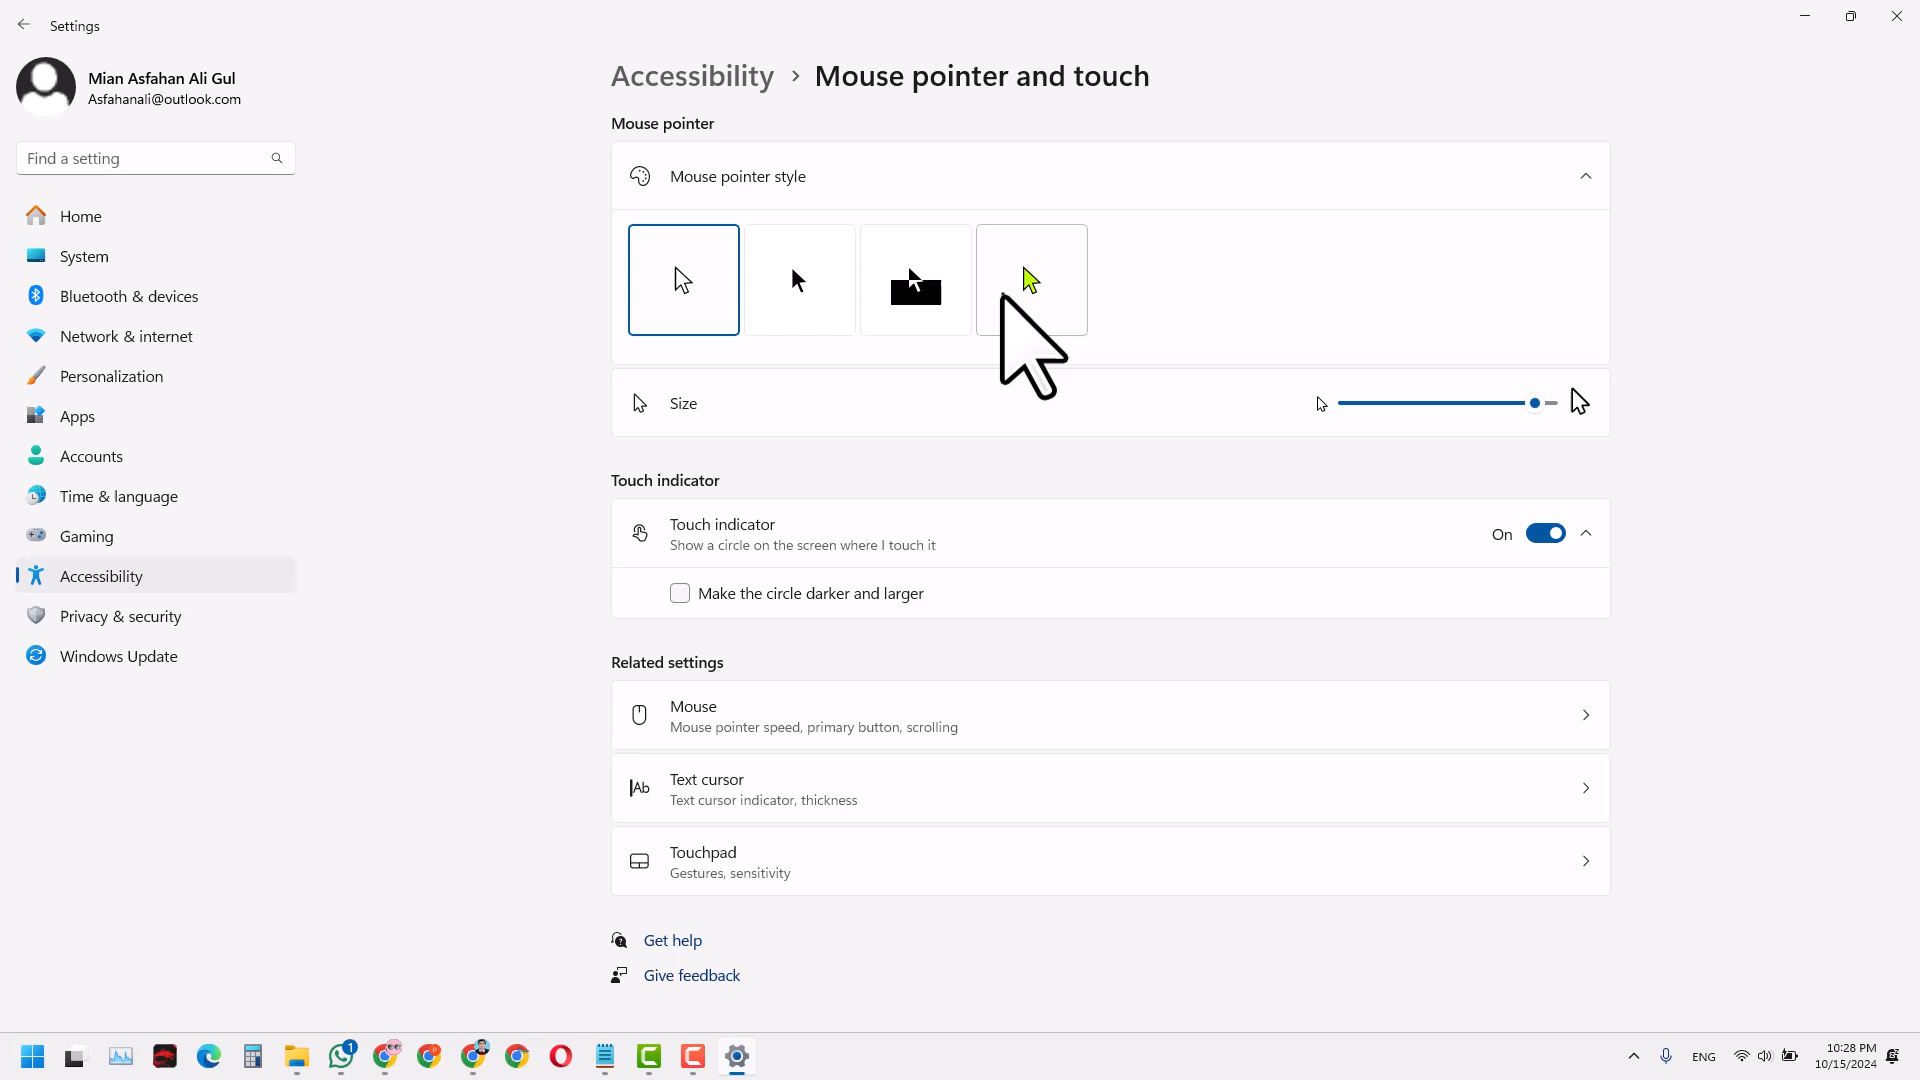 Settings
Mian Asfahan Ali Gul
Asfahanali@outlook.com
Find a setting
Home
System
Bluetooth & devices
Network & internet
Personalization
Apps
Accounts
Time & language
Gaming
Accessibility
Privacy & security
Windows Update
Accessibility > Mouse pointer and touch
Mouse pointer
Mouse pointer style
Size
Touch indicator
Touch indicator
Show a circle on the screen where I touch it
On
Make the circle darker and larger
Related settings
Mouse
Mouse pointer speed, primary button, scrolling
Text cursor
Text cursor indicator, thickness
Touchpad
Gestures, sensitivity
Get help
Give feedback
1
ENG
10:28 PM
10/15/2024